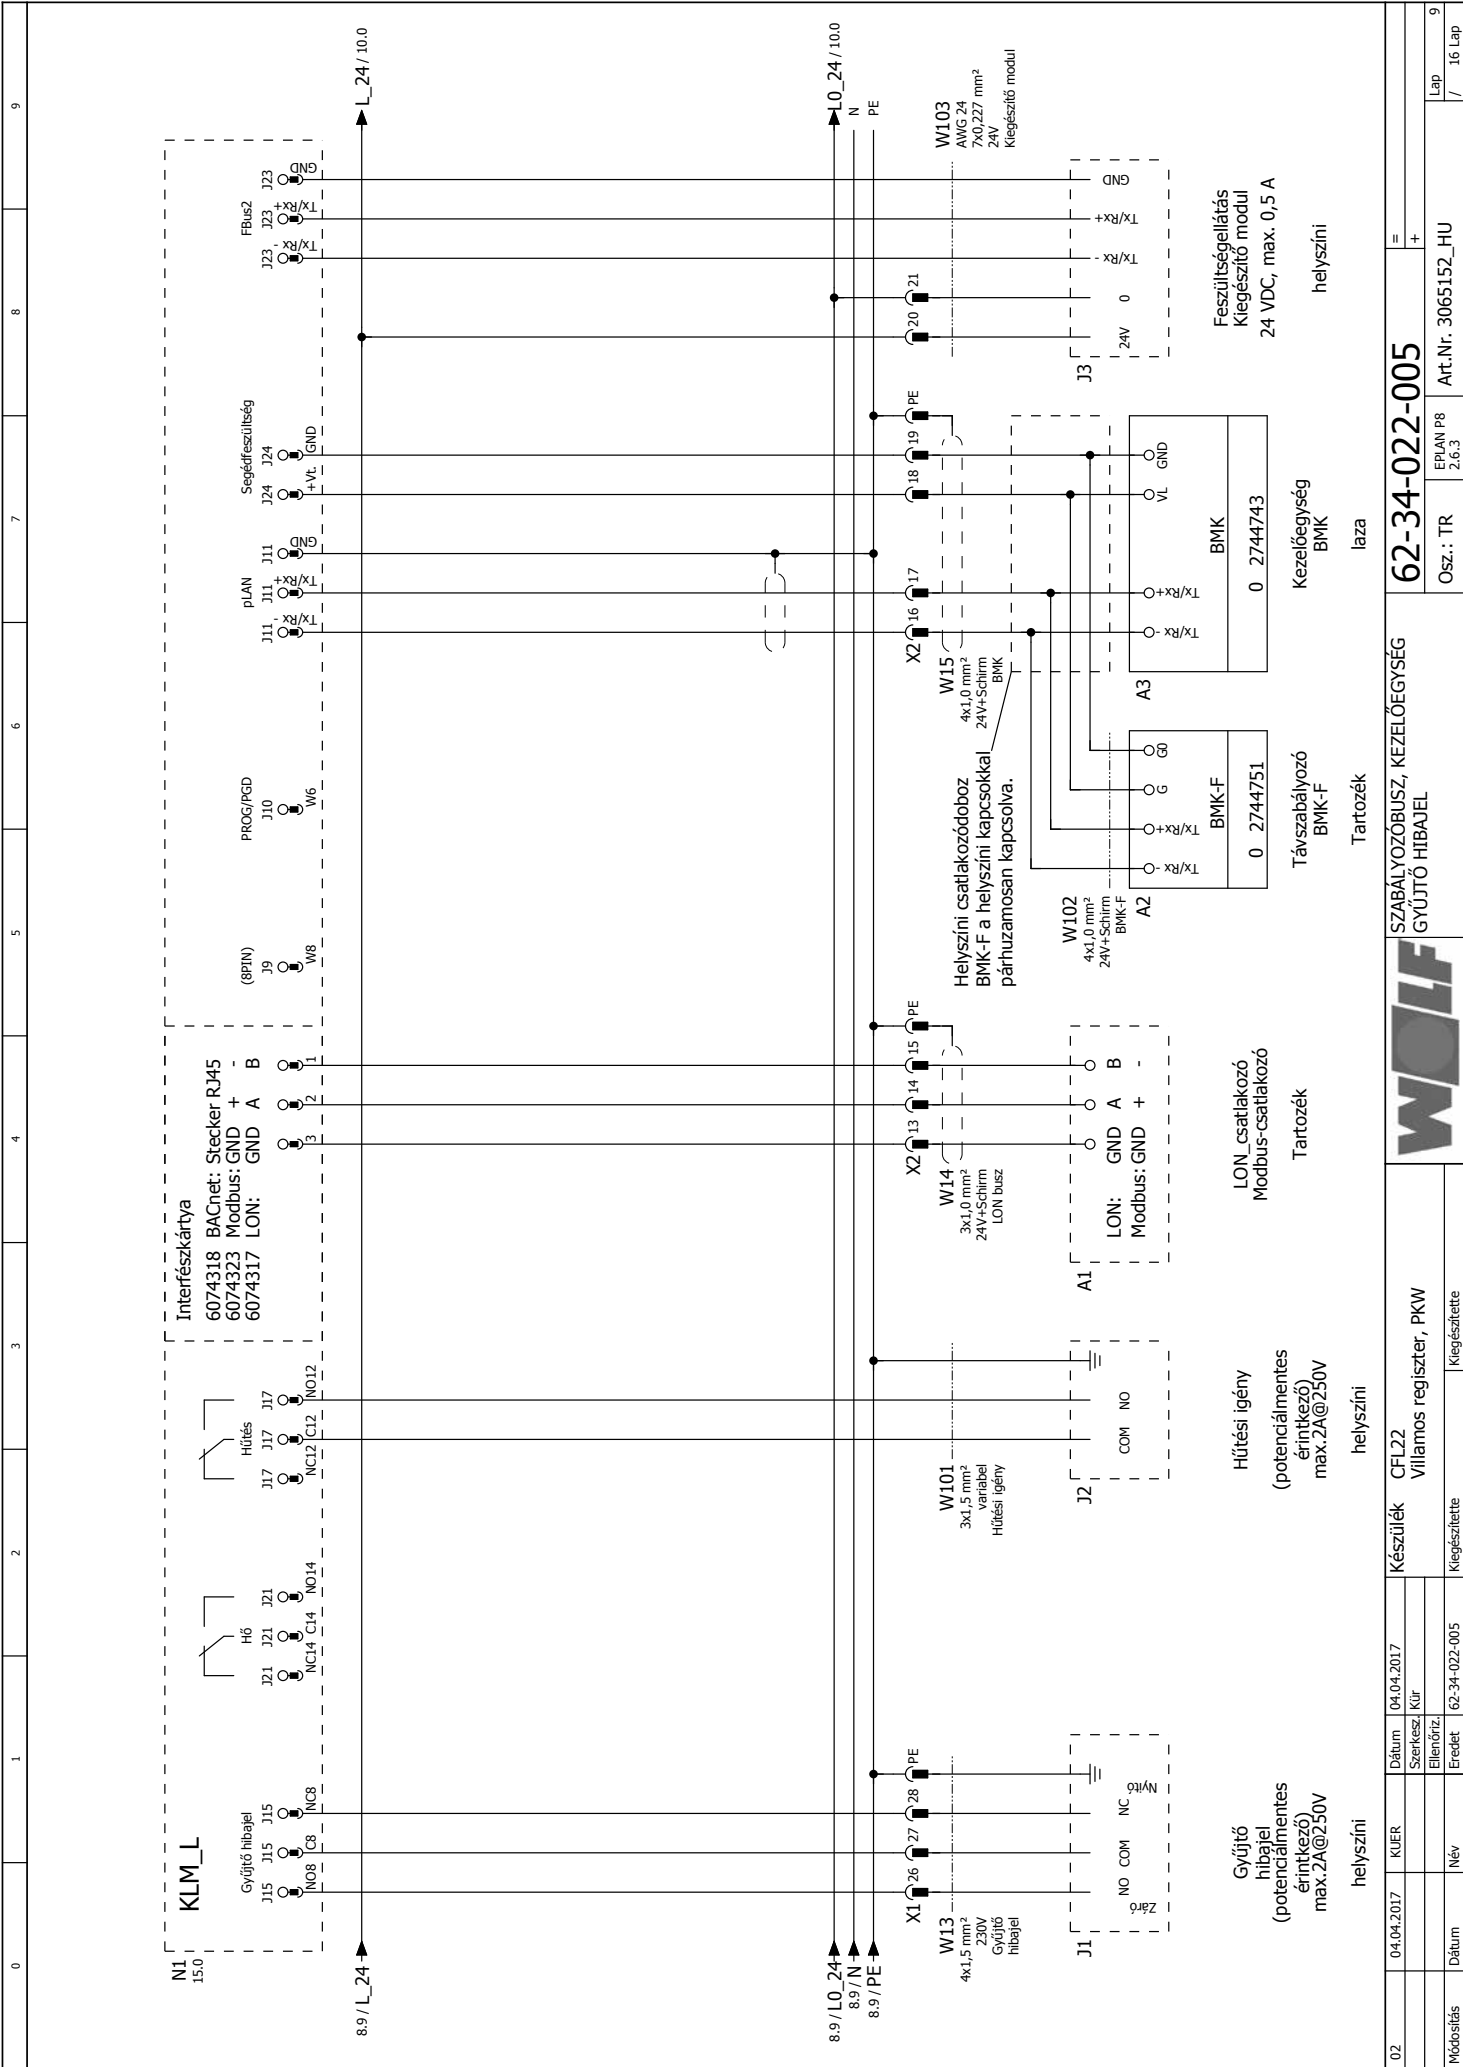 0 1 2 3 4 5 6 7 8 9
N1
15.0
KLM_L
Gyűjtő hibajel
J15 J15 J15
NO8 C8 NC8
Hő
J21 J21 J21
NC14 C14 NO14
Hűtés
J17 J17 J17
NC12 C12 NO12
Interfészkártya
6074318 BACnet: Stecker RJ45
6074323 Modbus: GND + -
6074317 LON: GND A B
3 2 1
(8PIN)
J9
W8
PROG/PGD
J10
W6
pLAN
J11 J11 J11
Tx/Rx - Tx/Rx+ GND
Segédfeszültség
J24 J24
+Vt. GND
FBus2
J23 J23 J23
Tx/Rx - Tx/Rx+ GND
8.9 / L_24
L_24 / 10.0
8.9 / L0_24
L0_24 / 10.0
8.9 / N
N
8.9 / PE
PE
X1 26 27 28 PE
W13
4x1,5 mm²
230V
Gyűjtő
hibajel
J1
NO COM NC
Záró Nyitó
Gyűjtő
hibajel
(potenciálmentes
érintkező)
max.2A@250V
helyszíni
W101
3x1,5 mm²
variabel
Hűtési igény
J2
COM NO
Hűtési igény
(potenciálmentes
érintkező)
max.2A@250V
helyszíni
X2 13 14 15 PE
W14
3x1,0 mm²
24V+Schirm
LON busz
A1
LON: GND A B
Modbus: GND + -
LON_csatlakozó
Modbus-csatlakozó
Tartozék
Helyszíni csatlakozódoboz
BMK-F a helyszíni kapcsokkal
párhuzamosan kapcsolva.
W102
4x1,0 mm²
24V+Schirm
BMK-F
A2
Tx/Rx - Tx/Rx+ G G0
BMK-F
0 2744751
Távszabályozó
BMK-F
Tartozék
X2 16 17 18 19 PE
W15
4x1,0 mm²
24V+Schirm
BMK
A3
Tx/Rx - Tx/Rx+ VL GND
BMK
0 2744743
Kezelőegység
BMK
laza
20 21
W103
AWG 24
7x0,227 mm²
24V
Kiegészítő modul
J3
24V 0 Tx/Rx - Tx/Rx+ GND
Feszültségellátás
Kiegészítő modul
24 VDC, max. 0,5 A
helyszíni
02 04.04.2017 KUER
Módosítás Dátum Név
Dátum 04.04.2017
Szerkesz. Kür
Ellenőriz.
Eredet 62-34-022-005
Készülék CFL22
Villamos regiszter, PKW
Kiegészítette Kiegészítette
WOLF
SZABÁLYOZÓBUSZ, KEZELŐEGYSÉG
GYŰJTŐ HIBAJEL
62-34-022-005
Osz.: TR
EPLAN P8
2.6.3
Art.Nr. 3065152_HU
=
+
Lap 9
/ 16 Lap